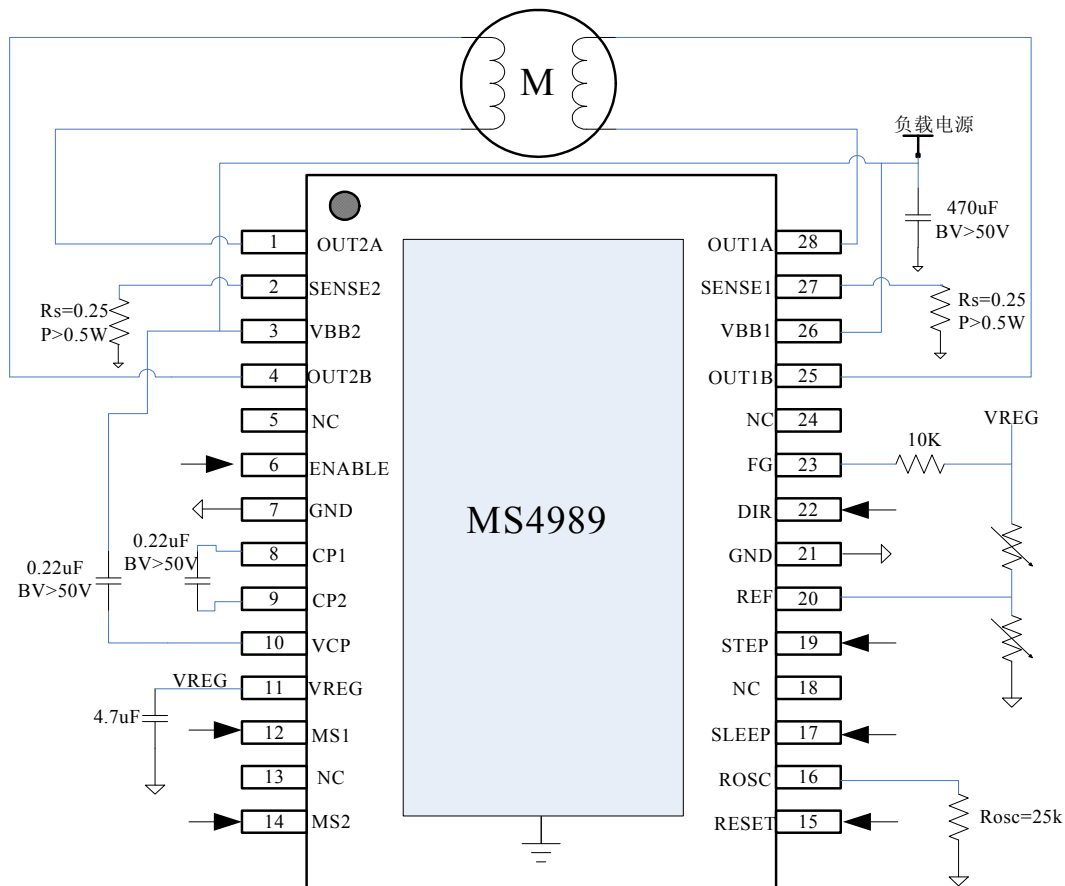 M
负载电源
470uF
BV>50V
1 OUT2A
OUT1A 28
2 SENSE2
SENSE1 27
Rs=0.25
P>0.5W
Rs=0.25
P>0.5W
3 VBB2
VBB1 26
4 OUT2B
OUT1B 25
5 NC
NC 24
VREG
10K
6 ENABLE
FG 23
7 GND
DIR 22
MS4989
0.22uF
BV>50V
0.22uF
BV>50V
8 CP1
GND 21
9 CP2
REF 20
10 VCP
STEP 19
VREG
11 VREG
NC 18
4.7uF
12 MS1
SLEEP 17
13 NC
ROSC 16
14 MS2
RESET 15
Rosc=25k